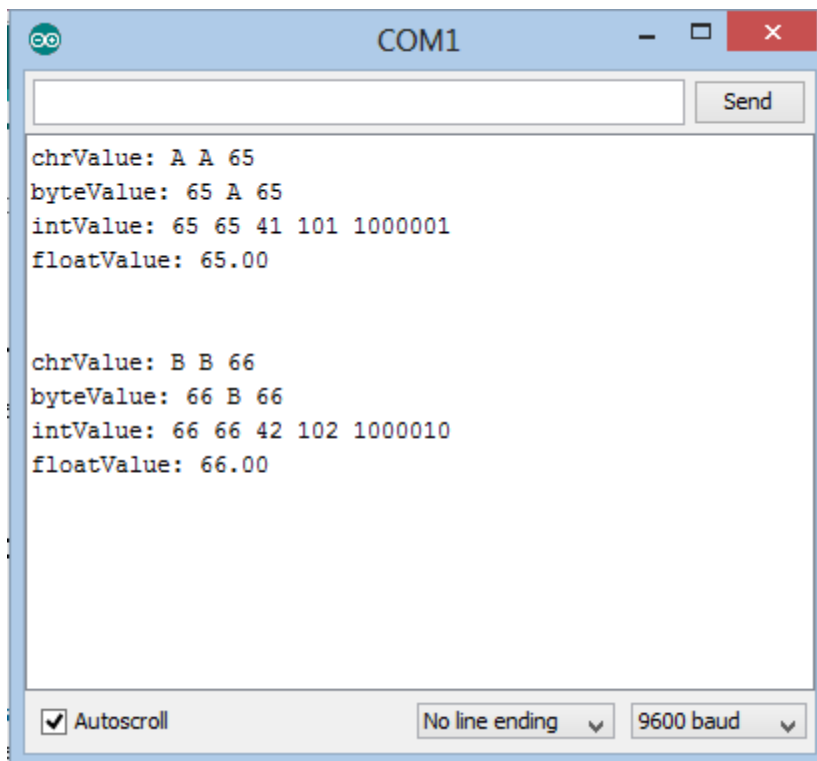 COM1
Send
chrValue: A A 65
byteValue: 65 A 65
intValue: 65 65 41 101 1000001
floatValue: 65.00
chrValue: B B 66
byteValue: 66 B 66
intValue: 66 66 42 102 1000010
floatValue: 66.00
Autoscroll
No line ending
9600 baud